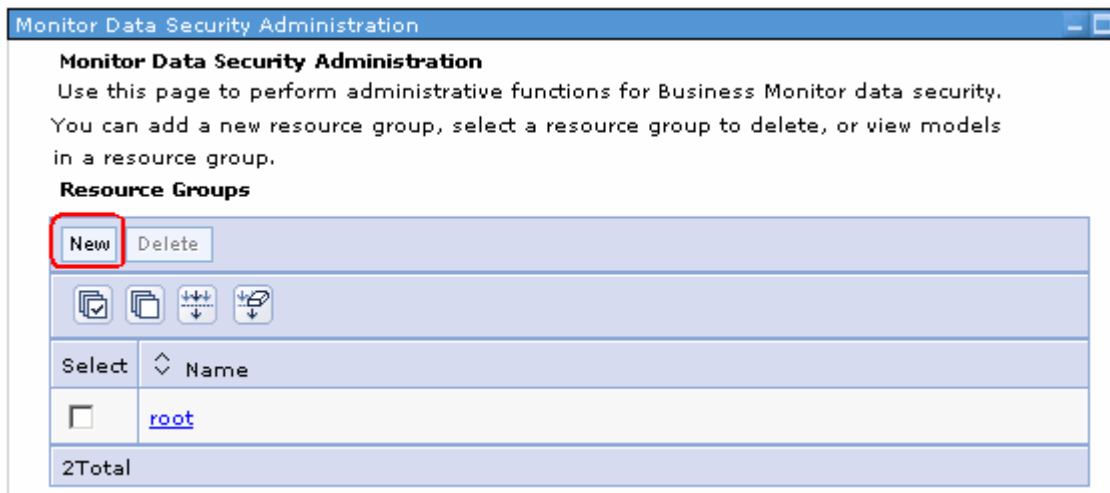 Monitor Data Security Administration
Monitor Data Security Administration
Use this page to perform administrative functions for Business Monitor data security.
You can add a new resource group, select a resource group to delete, or view models
in a resource group.
Resource Groups
New Delete
Select Name
root
2Total